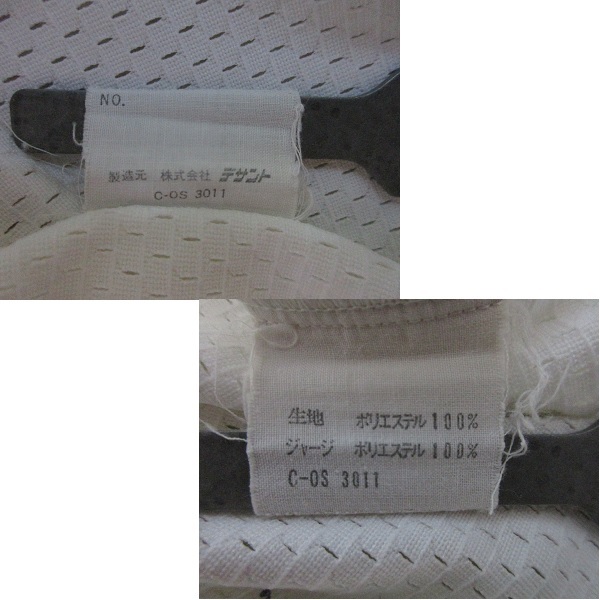 NO.
製造元 株式会社 デサント
C-OS 3011
生地 ポリエステル100%
ジャージ ポリエステル100%
C-OS 3011